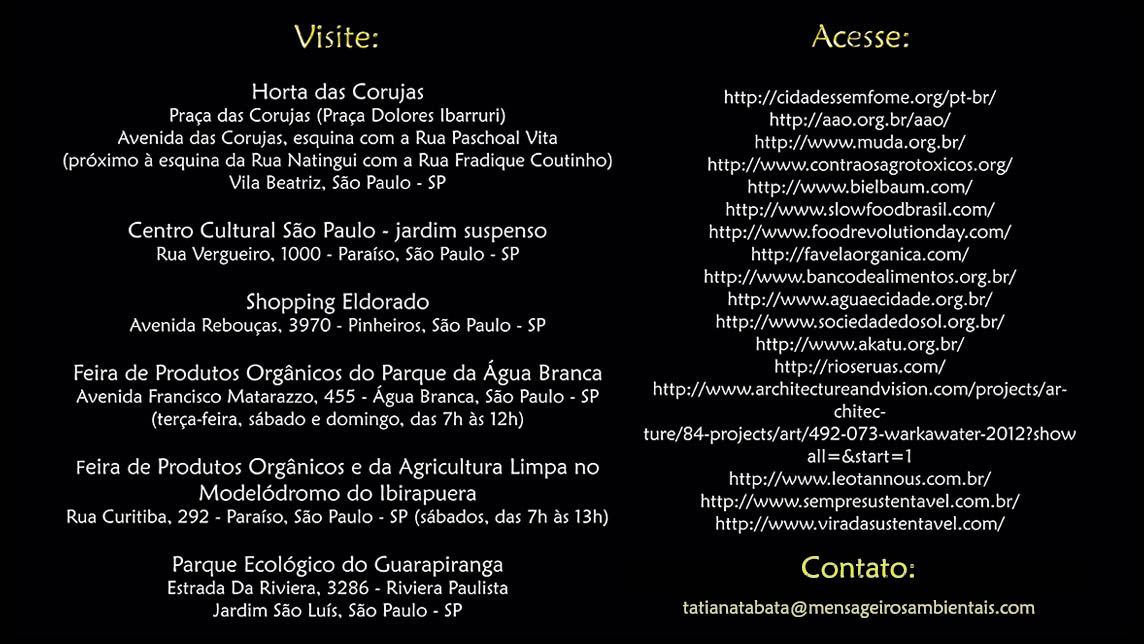 Visite:
Horta das Corujas
Praça das Corujas (Praça Dolores Ibarruri)
Avenida das Corujas, esquina com a Rua Paschoal Vita
(próximo à esquina da Rua Natingui com a Rua Fradique Coutinho)
Vila Beatriz, São Paulo - SP
Centro Cultural São Paulo - jardim suspenso
Rua Vergueiro, 1000 - Paraíso, São Paulo - SP
Shopping Eldorado
Avenida Rebouças, 3970 - Pinheiros, São Paulo - SP
Feira de Produtos Orgânicos do Parque da Água Branca
Avenida Francisco Matarazzo, 455 - Água Branca, São Paulo - SP
(terça-feira, sábado e domingo, das 7h às 12h)
Feira de Produtos Orgânicos e da Agricultura Limpa no
Modelódromo do Ibirapuera
Rua Curitiba, 292 - Paraíso, São Paulo - SP (sábados, das 7h às 13h)
Parque Ecológico do Guarapiranga
Estrada Da Riviera, 3286 - Riviera Paulista
Jardim São Luís, São Paulo - SP
Acesse:
http://cidadessemfome.org/pt-br/
http://aao.org.br/aao/
http://www.muda.org.br/
http://www.contraosagrotoxicos.org/
http://www.bielbaum.com/
http://www.slowfoodbrasil.com/
http://www.foodrevolutionday.com/
http://favelaorganica.com/
http://www.bancodealimentos.org.br/
http://www.aguaecidade.org.br/
http://www.sociedadedosol.org.br/
http://www.akatu.org.br/
http://rioseruas.com/
http://www.architectureandvision.com/projects/ar-
chitec-
ture/84-projects/art/492-073-warkawater-2012?show
all=&start=1
http://www.leotannous.com.br/
http://www.sempresustentavel.com.br/
http://www.viradasustentavel.com/
Contato:
tatianatabata@mensageirosambientais.com